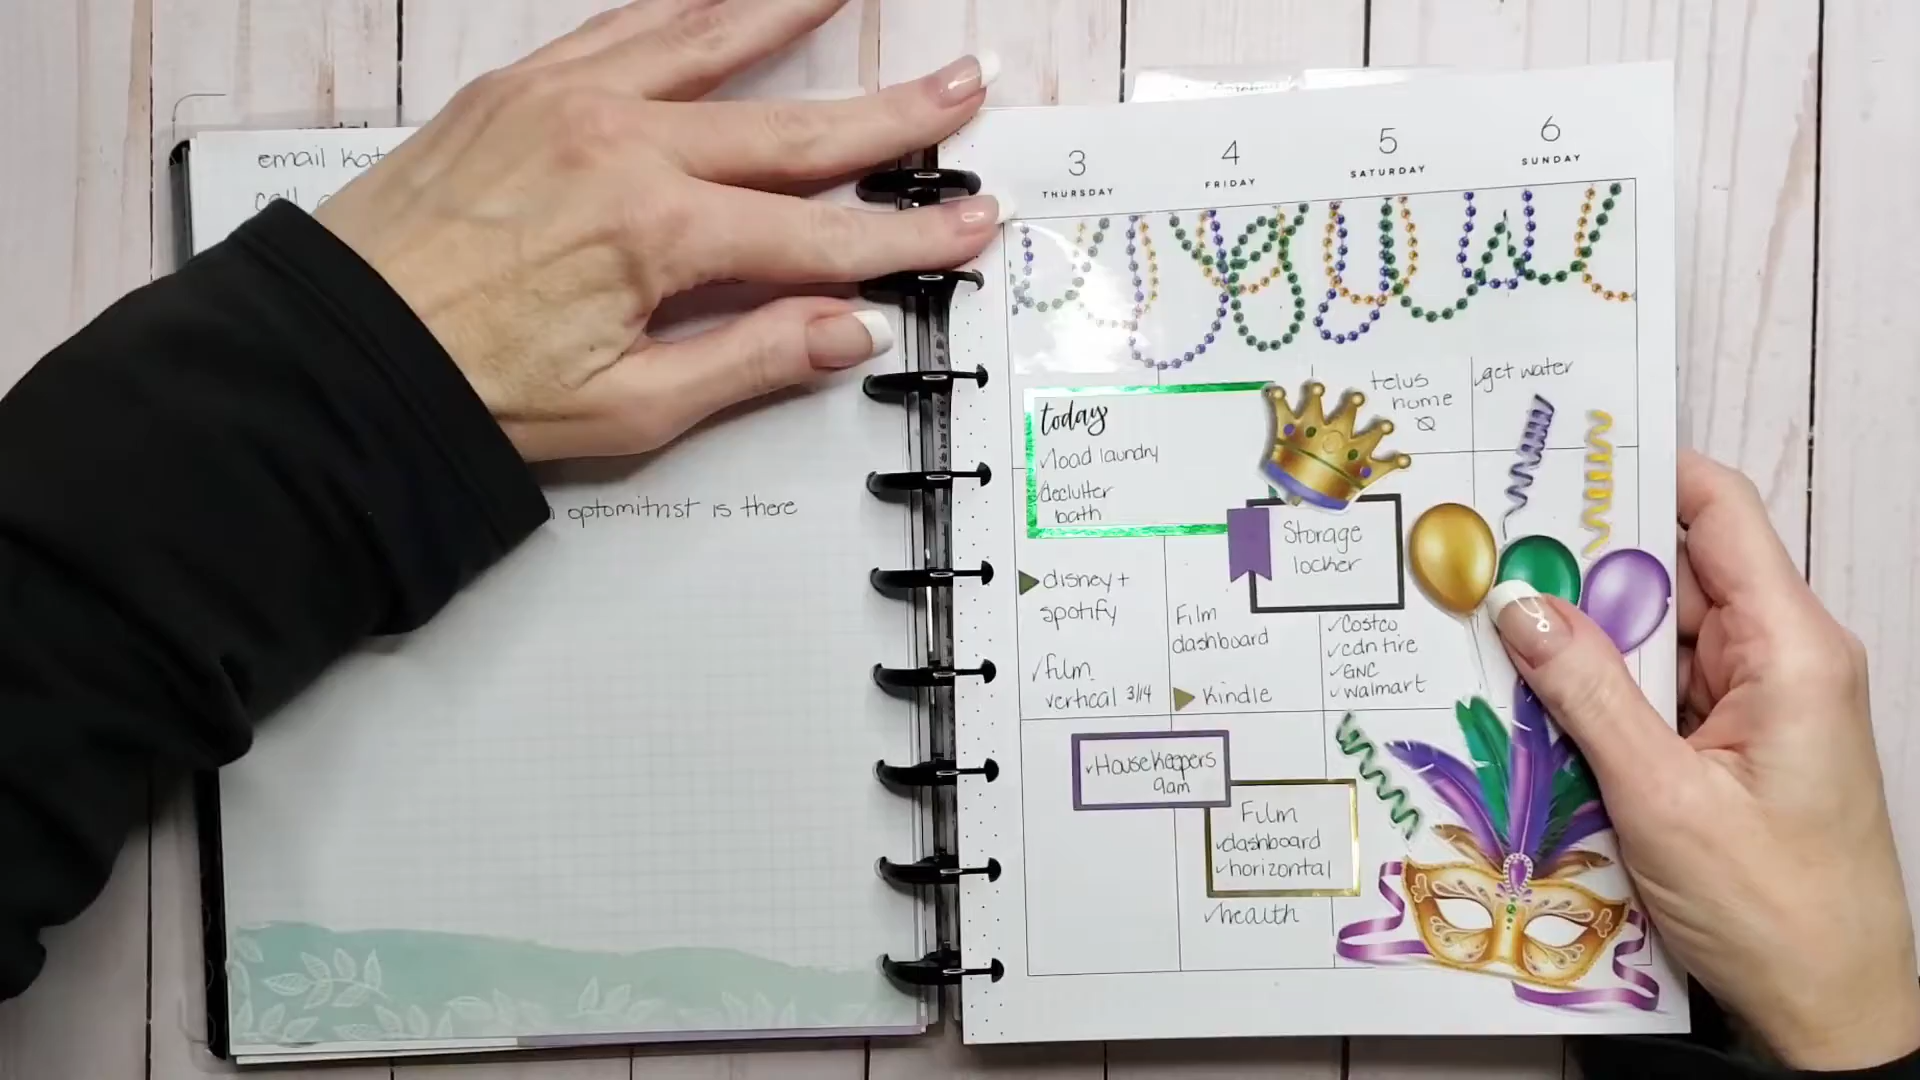 email
optomitrist is there
3
THURSDAY
4
FRIDAY
5
SATURDAY
6
SUNDAY
today
load laundry
declutter
bath
disney+
spotify
film
vertical 3/14
Housekeepers
9am
Film
dashboard
Kindle
Film
dashboard
horizontal
health
telus
home
Storage
locker
Costco
cdn tire
GNC
walmart
get water